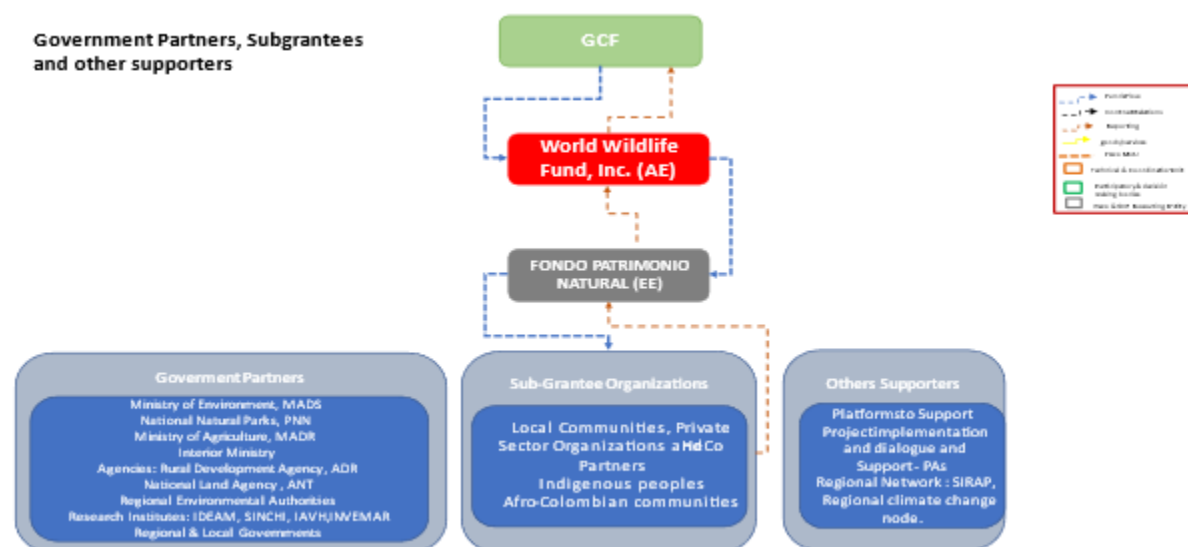 Government Partners, Subgrantees
and other supporters
GCF
World Wildlife
Fund, Inc. (AE)
FONDO PATRIMONIO
NATURAL (EE)
Reporting
Goverment Partners
Ministry of Environment, MADS
National Natural Parks, PNN
Ministry of Agriculture, MADR
Interior Ministry
Agencies: Rural Development Agency, ADR
National Land Agency , ANT
Regional Environmental Authorities
Research Institutes: IDEAM, SINCHI, IAVH,INVEMAR
Regional & Local Governments
Sub-Grantee Organizations
Local Communities, Private
Sector Organizations
Partners
Indigenous peoples
Afro-Colombian communities
Others Supporters
Platformsto Support
Projectimplementation
and dialogue and
Support - PAs
Regional Network : SIRAP,
Regional climate change
node.